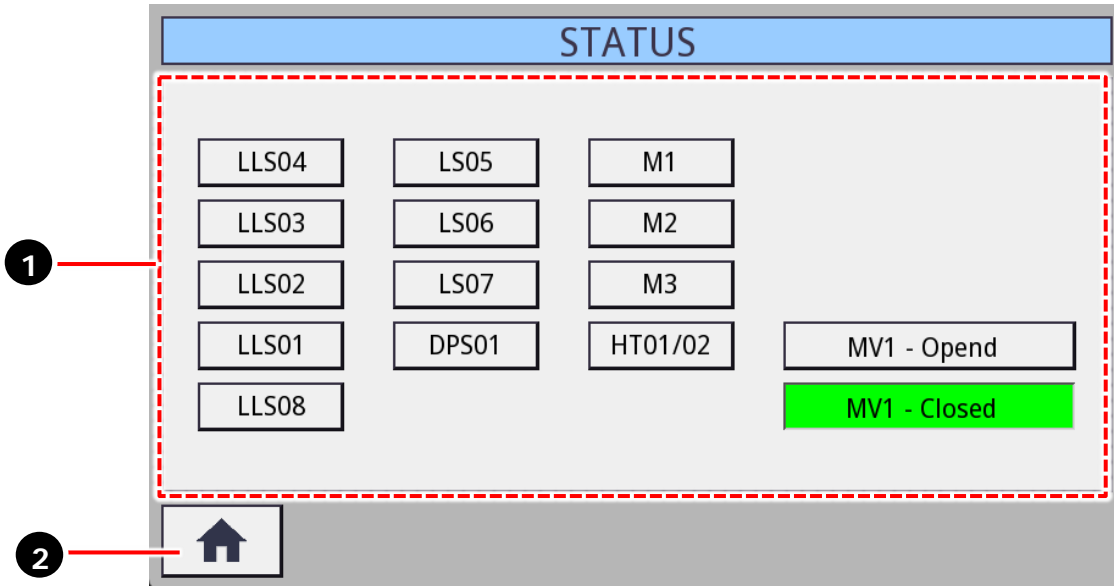 STATUS
LLS04 LS05 M1
LLS03 LS06 M2
1
LLS02 LS07 M3
LLS01 DPS01 HT01/02 MV1 - Opend
LLS08 MV1 - Closed
2